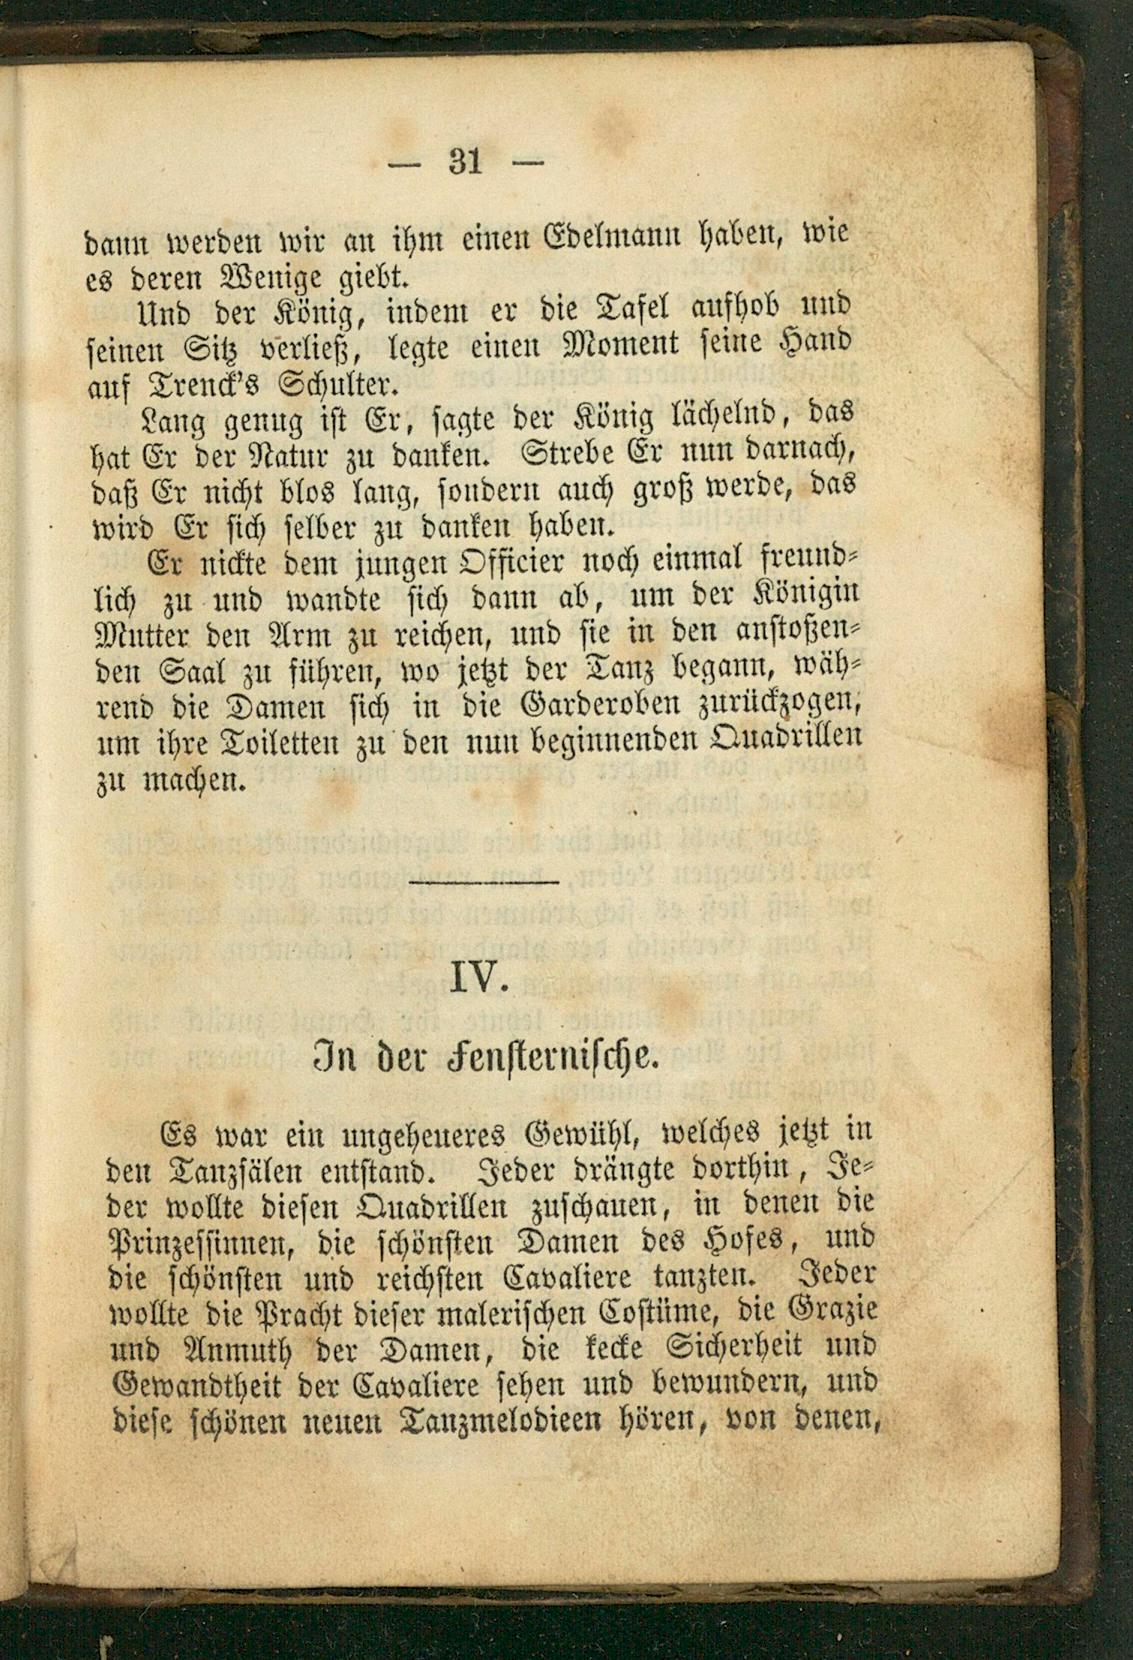 — 31 —
dann werden wir an ihm einen Edelmann haben, wie
es deren Wenige giebt.
Und der König, indem er die Tafel aufhob und
seinen Sitz verließ, legte einen Moment seine Hand
auf Trenck's Schulter.
Lang genug ist Er, sagte der König lächelnd, das
hat Er der Natur zu danken. Strebe Er nun darnach,
daß Er nicht blos lang, sondern auch groß werde, das
wird Er sich selber zu danken haben.
Er nickte dem jungen Officier noch einmal freund-
lich zu und wandte sich dann ab, um der Königin
Mutter den Arm zu reichen, und sie in den anstoßen-
den Saal zu führen, wo jetzt der Tanz begann, wäh-
rend die Damen sich in die Garderoben zurückzogen,
um ihre Toiletten zu den nun beginnenden Quadrillen
zu machen.
IV.
In der Fensternische.
Es war ein ungeheueres Gewühl, welches jetzt in
den Tanzsälen entstand. Jeder drängte dorthin, Je-
der wollte diesen Quadrillen zuschauen, in denen die
Prinzessinnen, die schönsten Damen des Hofes, und
die schönsten und reichsten Cavaliere tanzten. Jeder
wollte die Pracht dieser malerischen Costüme, die Grazie
und Anmuth der Damen, die kecke Sicherheit und
Gewandtheit der Cavaliere sehen und bewundern, und
diese schönen neuen Tanzmelodieen hören, von denen,